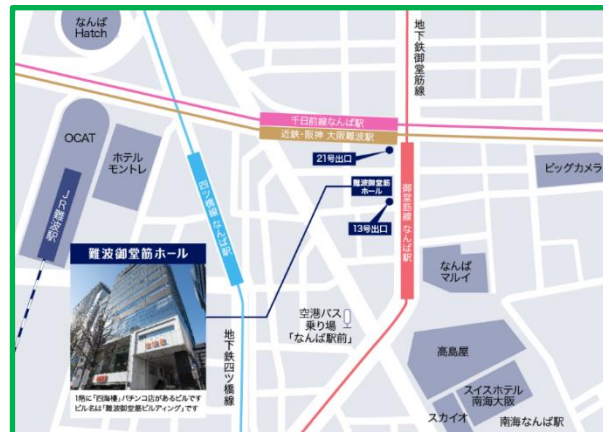 なんば
Hatch
地下鉄御堂筋線
千日前線なんば駅
近鉄・阪神 大阪難波駅
OCAT
ホテル
モントレ
21号出口
ビッグカメラ
難波御堂筋
ホール
四ツ橋線 なんば駅
御堂筋線 なんば駅
13号出口
JR難波駅
難波御堂筋ホール
なんば
マルイ
空港バス
乗り場
「なんば駅前」
地下鉄四ツ橋線
高島屋
スイスホテル
南海大阪
スカイオ
南海なんば駅
1階に「四海樓」パチンコ店があるビルです
ビル名は「難波御堂筋ビルディング」です